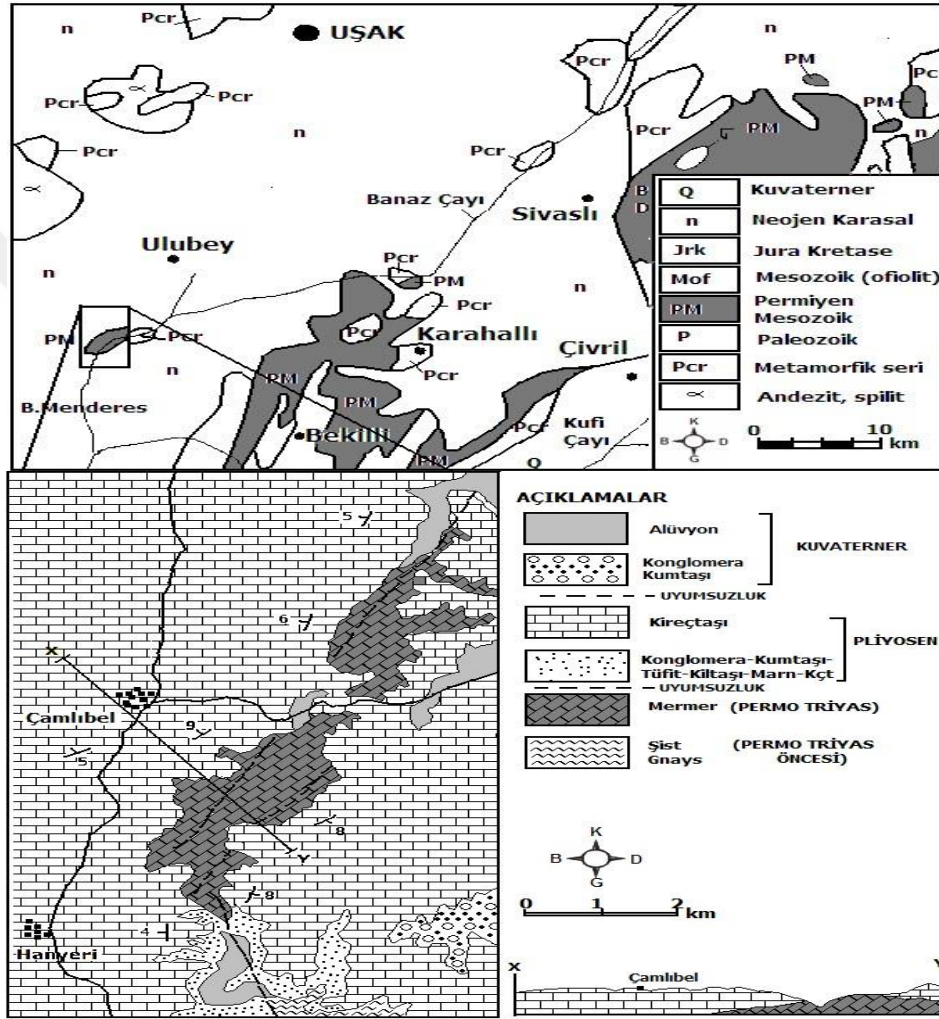 Pcr
n
UŞAK
n
PM
Pcr
Pcr
Pcr
Pcr
PM
n
Pcr
PM
n
Pcr
Pcr
Banaz Çayı
Sivaslı
B
D
Ulubey
Pcr
PM
n
n
Pcr
PM
Pcr
Pcr
Karahallı
Pcr
Çivril
n
PM
PM
B.Menderes
Bekilli
Pcr
Kufi
Çayı
PM
Q
Q Kuvaterner
n Neojen Karasal
Jrk Jura Kretase
Mof Mesozoik (ofiolit)
PM Permiyen
Mesozoik
P Paleozoik
Pcr Metamorfik seri
Andezit, spilit
K
B D
G
0 10
km
5
6
X
Çamlıbel
9
5
8
Y
8
4
Hanyeri
AÇIKLAMALAR
Alüvyon
KUVATERNER
Konglomera
Kumtaşı
UYUMSUZLUK
Kireçtaşı
PLİYOSEN
Konglomera-Kumtaşı-
Tüfit-Kiltaşı-Marn-Kçt
UYUMSUZLUK
Mermer (PERMO TRİYAS)
Şist (PERMO TRİYAS
Gnays ÖNCESİ)
K
B D
G
0 1 2
km
X Y
Çamlıbel